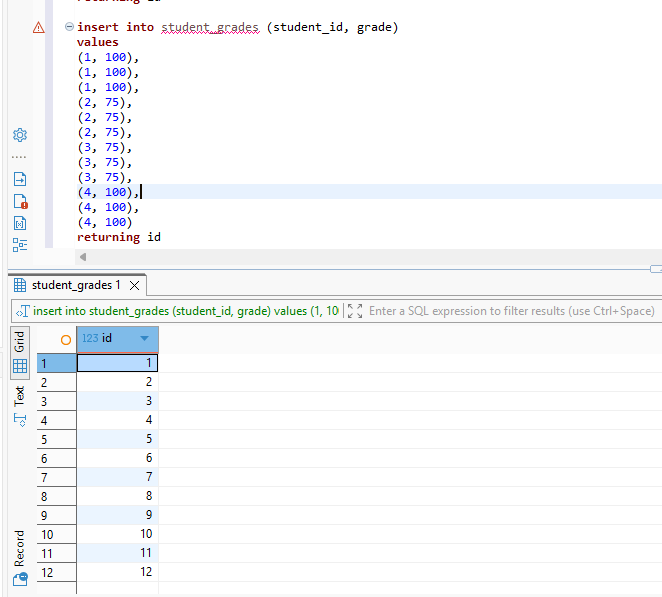 insert into student_grades (student_id, grade)
values
(1, 100),
(1, 100),
(1, 100),
(2, 75),
(2, 75),
(2, 75),
(3, 75),
(3, 75),
(3, 75),
(4, 100),
(4, 100),
(4, 100)
returning id
student_grades 1
insert into student_grades (student_id, grade) values (1, 10
Enter a SQL expression to filter results (use Ctrl+Space)
Grid
Text
Record
123 id
1 1
2 2
3 3
4 4
5 5
6 6
7 7
8 8
9 9
10 10
11 11
12 12